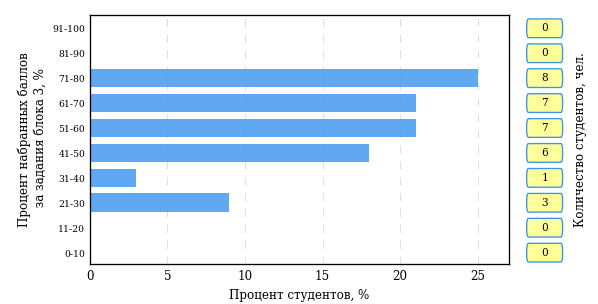 Процент набранных баллов
за задания блока 3, %
91-100 0
81-90 0
71-80 8
61-70 7
51-60 7
41-50 6
31-40 1
21-30 3
11-20 0
0-10 0
Количество студентов, чел.
0 5 10 15 20 25
Процент студентов, %